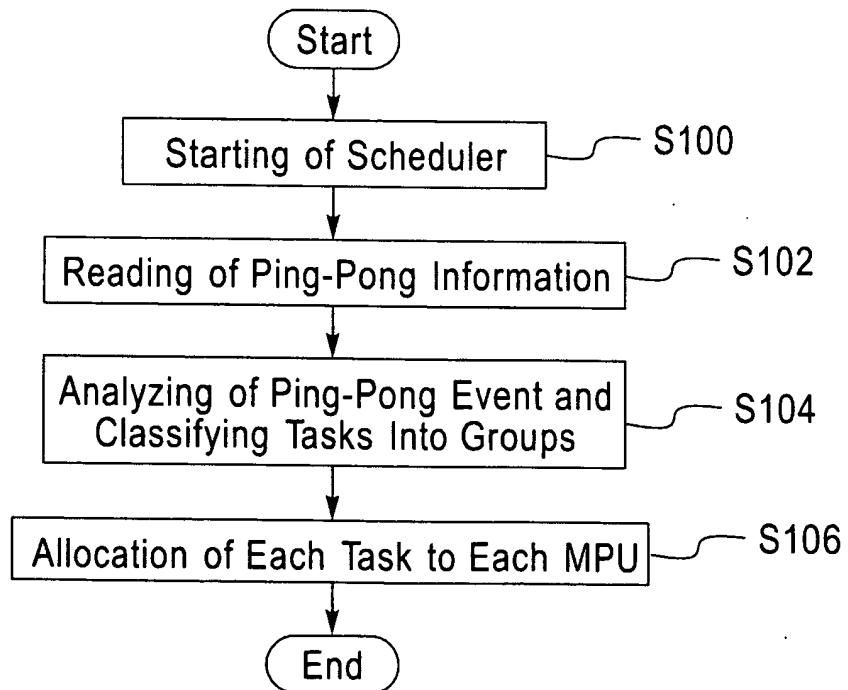 Start
Starting of Scheduler
S100
Reading of Ping-Pong Information
S102
Analyzing of Ping-Pong Event and
Classifying Tasks Into Groups
S104
Allocation of Each Task to Each MPU
S106
End